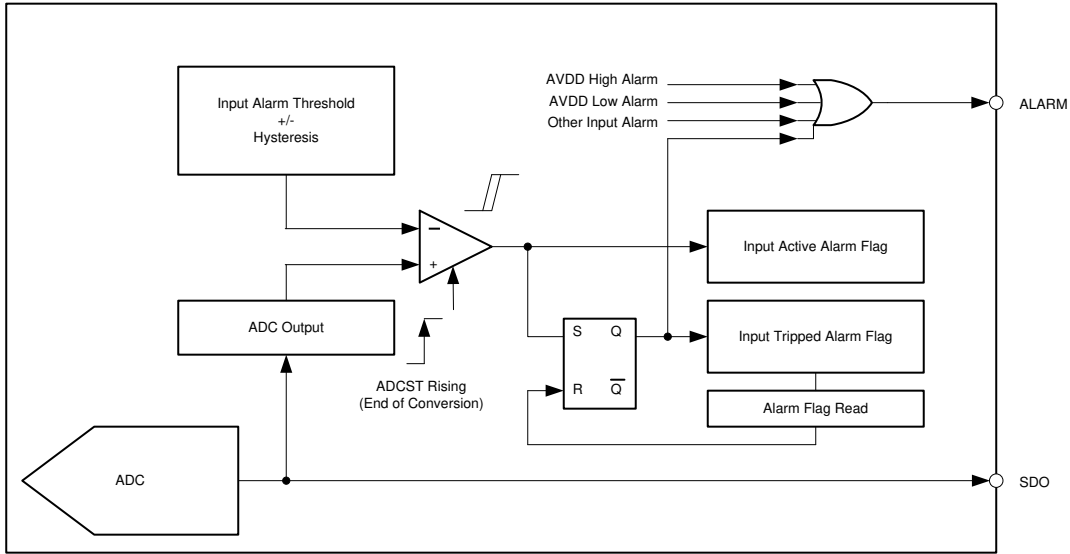 Input Alarm Threshold
+/-
Hysteresis
AVDD High Alarm
AVDD Low Alarm
Other Input Alarm
ALARM
−
+
Input Active Alarm Flag
ADC Output
ADCST Rising
(End of Conversion)
S Q
R Q̅
Input Tripped Alarm Flag
Alarm Flag Read
ADC
SDO